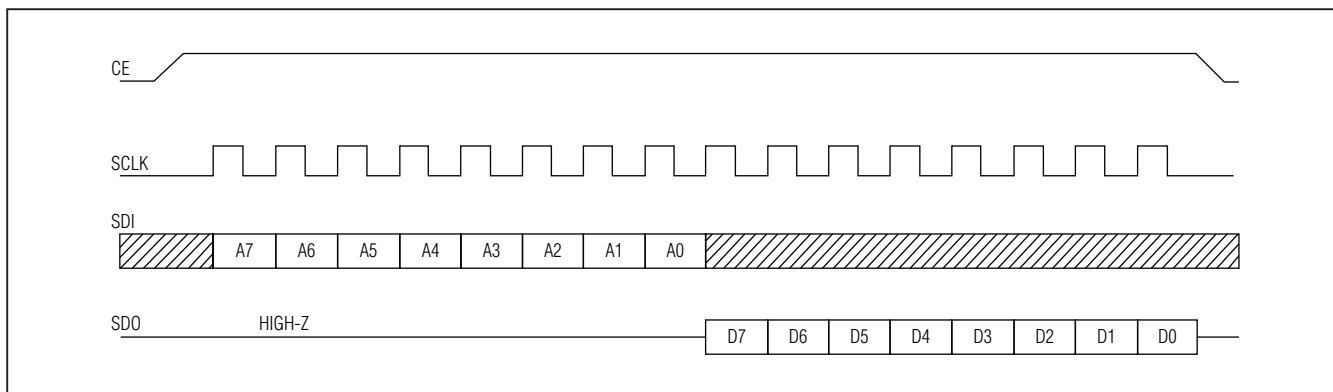 CE
SCLK
SDI
A7 A6 A5 A4 A3 A2 A1 A0
SDO HIGH-Z D7 D6 D5 D4 D3 D2 D1 D0